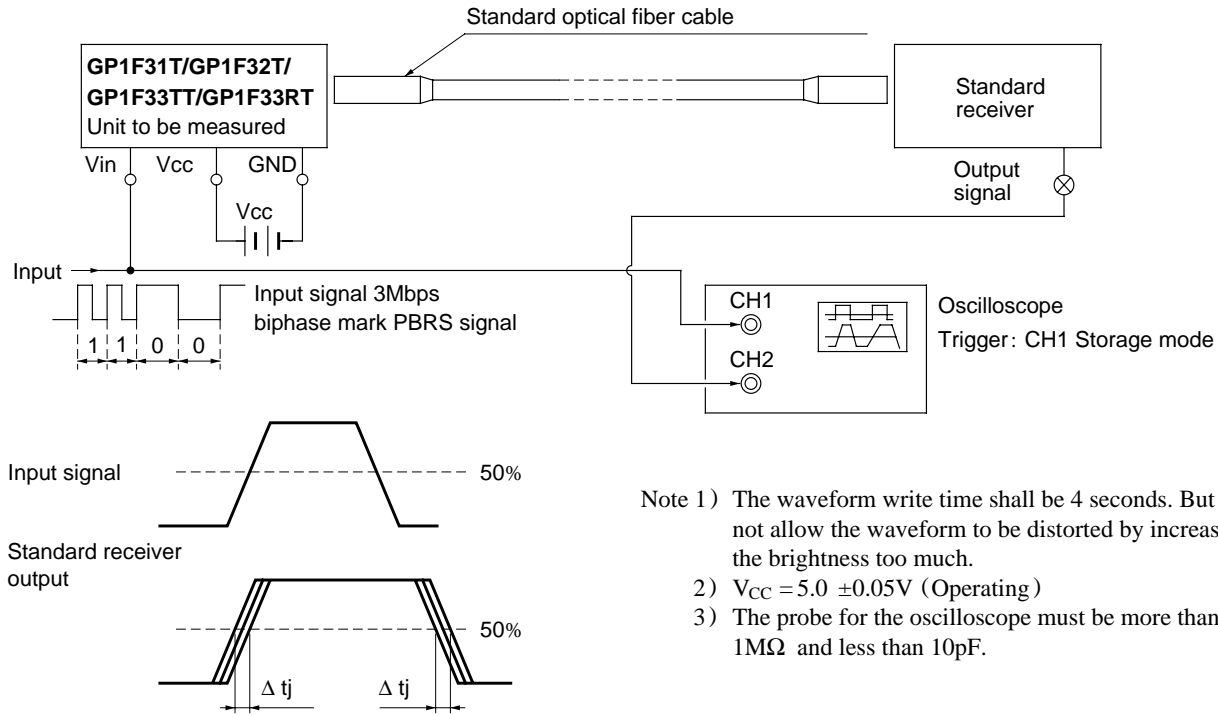 Standard optical fiber cable
GP1F31T/GP1F32T/
GP1F33TT/GP1F33RT
Unit to be measured
Standard
receiver
Vin
Vcc
GND
Output
signal
Vcc
Input
Input signal 3Mbps
biphase mark PBRS signal
1 1 0 0
CH1
CH2
Oscilloscope
Trigger: CH1 Storage mode
Input signal
50%
Standard receiver
output
50%
Δ tj
Δ tj
Note 1) The waveform write time shall be 4 seconds. But
not allow the waveform to be distorted by increas
the brightness too much.
2) VCC = 5.0 ±0.05V (Operating)
3) The probe for the oscilloscope must be more than
1MΩ and less than 10pF.